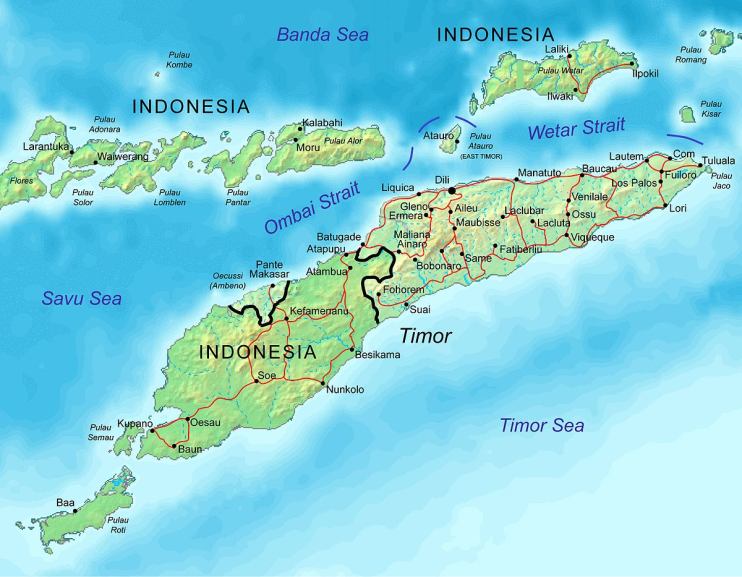 Banda Sea
INDONESIA
Laliki
Pulau
Romang
Pulau
Kombe
Pulau Wetar
Ilpokil
Ilwaki
INDONESIA
Pulau
Kisar
Pulau
Adonara
Kalabahi
Wetar Strait
Atauro
Pulau
Atauro
(EAST TIMOR)
Larantuka
Waiwerang
Moru
Pulau Alor
Lautem
Com
Tuluala
Flores
Pulau
Solor
Pulau
Lomblen
Pulau
Pantar
Ombai Strait
Liquica
Dili
Manatuto
Baucau
Los Palos
Fuiloro
Pulau
Jaco
Gleno
Ermera
Aileu
Laclubar
Venilale
Lori
Maubisse
Lacluta
Ossu
Batugade
Maliana
Ainaro
Viqueque
Atapupu
Fatiberliu
Bobonaro
Same
Pante
Makasar
Atambua
Oecussi
(Ambeno)
Fohorem
Suai
Savu Sea
Kefamenanu
Timor
INDONESIA
Besikama
Soe
Nunkolo
Kupano
Oesau
Pulau
Semau
Baun
Timor Sea
Baa
Pulau
Roti